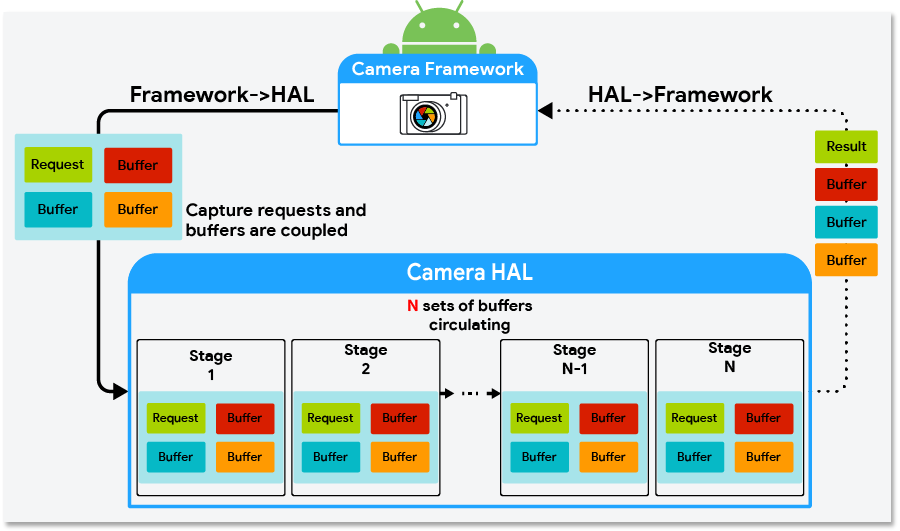 Camera Framework
Framework->HAL
HAL->Framework
Request
Buffer
Buffer
Buffer
Capture requests and
buffers are coupled
Result
Buffer
Buffer
Buffer
Camera HAL
N sets of buffers
circulating
Stage
1
Request
Buffer
Buffer
Buffer
Stage
2
Request
Buffer
Buffer
Buffer
Stage
N-1
Request
Buffer
Buffer
Buffer
Stage
N
Request
Buffer
Buffer
Buffer